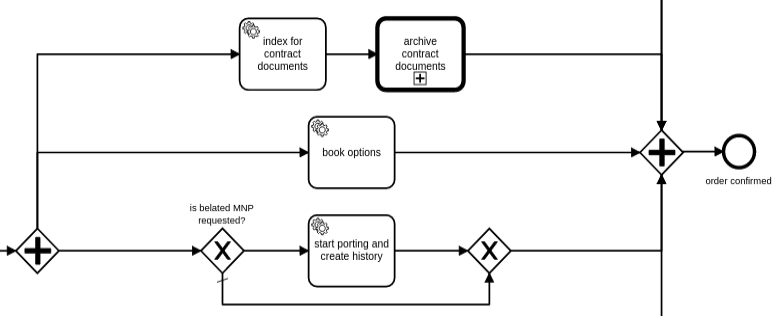 index for
contract
documents
archive
contract
documents
book options
order confirmed
is belated MNP
requested?
start porting and
create history